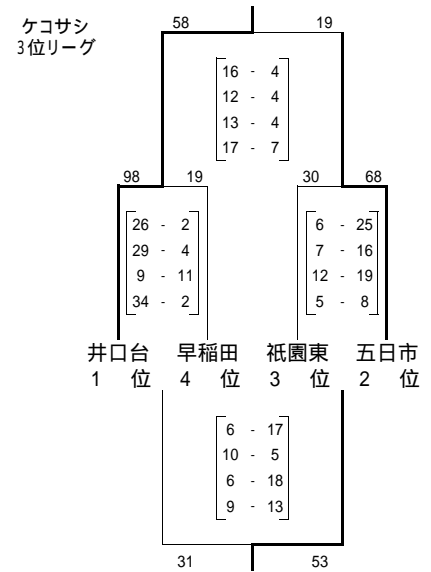 ケコサシ
3位リーグ
58 19
16 - 4
12 - 4
13 - 4
17 - 7
98 19 30 68
26 - 2 6 - 25
29 - 4 7 - 16
9 - 11 12 - 19
34 - 2 5 - 8
井口台 早稲田 祇園東 五日市
1 位 4 位 3 位 2 位
6 - 17
10 - 5
6 - 18
9 - 13
31 53